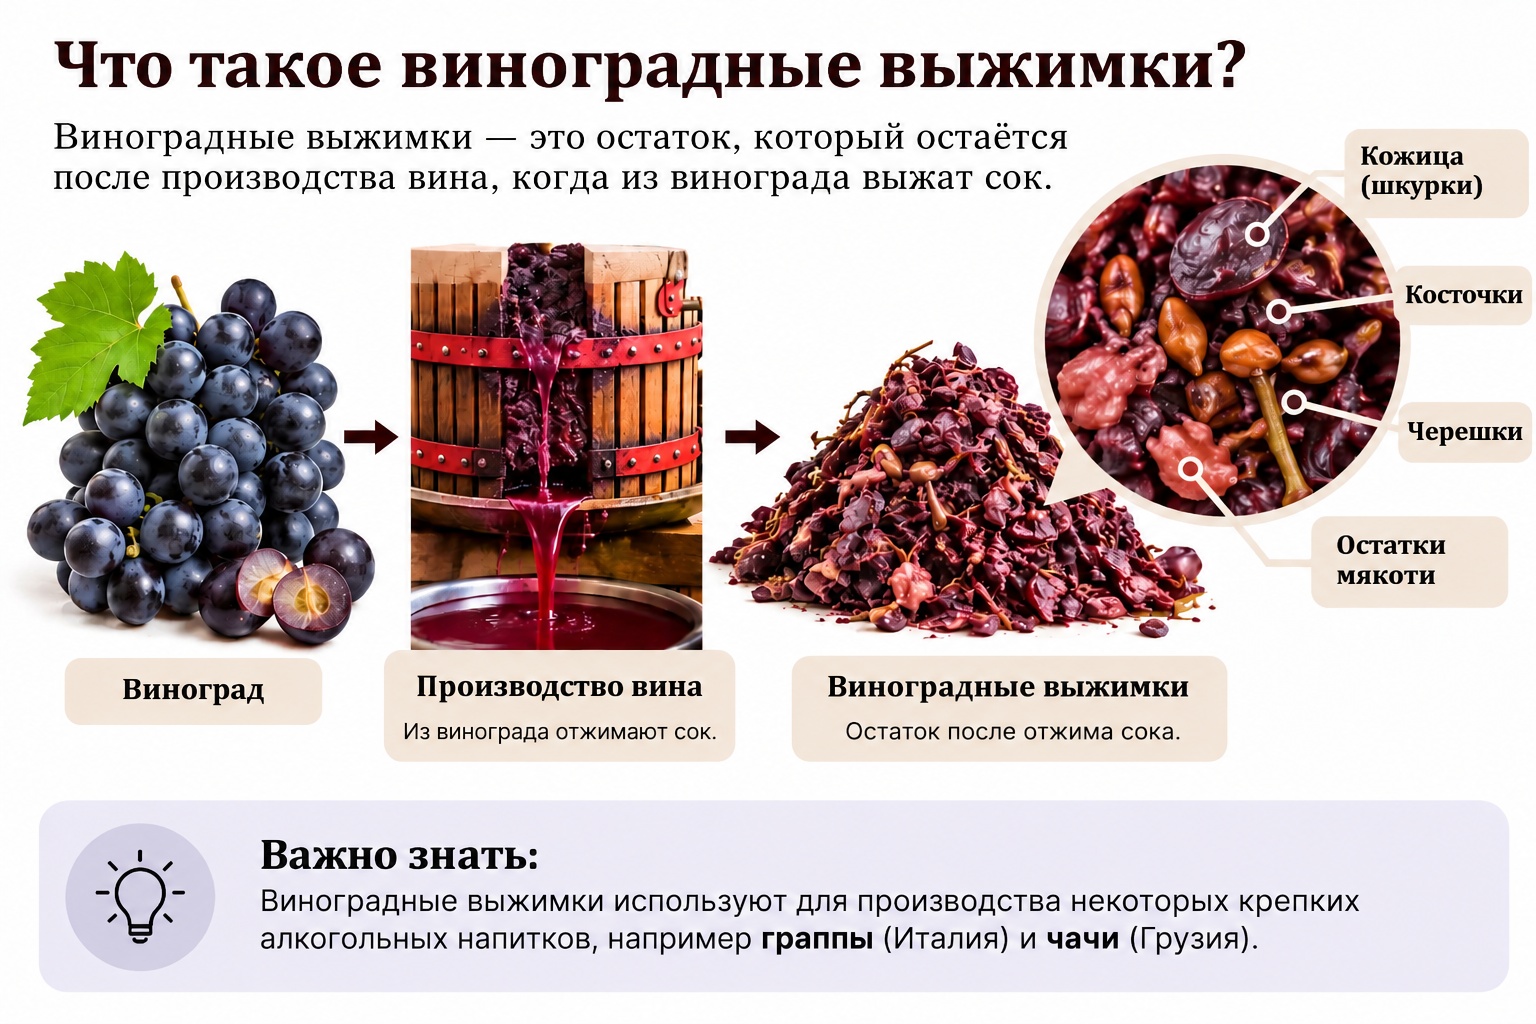 Что такое виноградные выжимки?
Виноградные выжимки — это остаток, который остаётся
после производства вина, когда из винограда выжат сок.
Кожица
(шкурки)
Косточки
Черешки
Остатки
мякоти
Виноград
Производство вина
Из винограда отжимают сок.
Виноградные выжимки
Остаток после отжима сока.
Важно знать:
Виноградные выжимки используют для производства некоторых крепких
алкогольных напитков, например граппы (Италия) и чачи (Грузия).